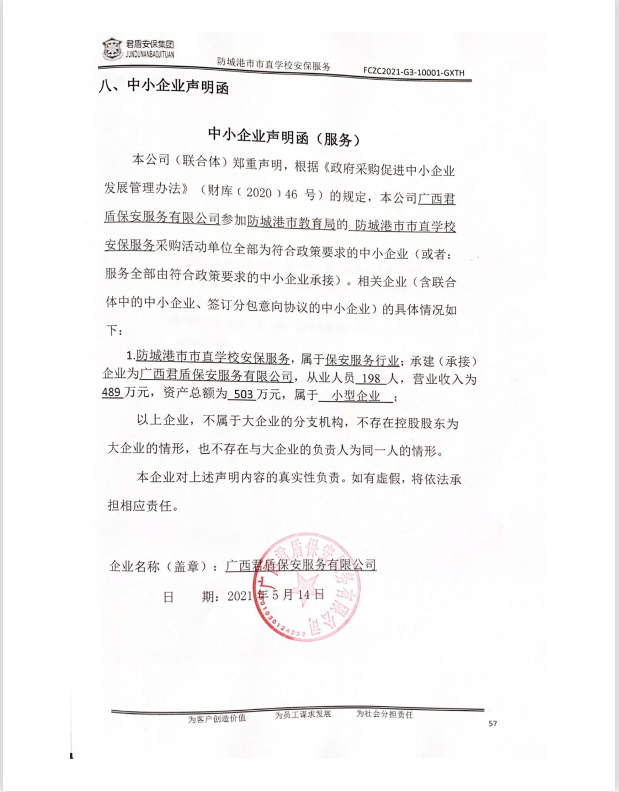 君盾安保集团
JUNDUNANBAOJITUAN
防城港市市直学校安保服务
FCZC2021-G3-10001-GXTH
八、中小企业声明函
中小企业声明函（服务）
本公司（联合体）郑重声明，根据《政府采购促进中小企业
发展管理办法》（财库﹝2020﹞46 号）的规定，本公司广西君
盾保安服务有限公司参加防城港市教育局的 防城港市市直学校
安保服务采购活动单位全部为符合政策要求的中小企业（或者：
服务全部由符合政策要求的中小企业承接）。相关企业（含联合
体中的中小企业、签订分包意向协议的中小企业）的具体情况如
下：
1.防城港市市直学校安保服务，属于保安服务行业；承建（承接）
企业为广西君盾保安服务有限公司，从业人员 198 人，营业收入为
489 万元，资产总额为 503 万元，属于 小型企业 ；
以上企业，不属于大企业的分支机构，不存在控股股东为
大企业的情形，也不存在与大企业的负责人为同一人的情形。
本企业对上述声明内容的真实性负责。如有虚假，将依法承
担相应责任。
企业名称（盖章）：广西君盾保安服务有限公司
日 期：2021 年 5 月 14 日
广西君盾保安服务有限公司
为客户创造价值 为员工谋求发展 为社会分担责任
57